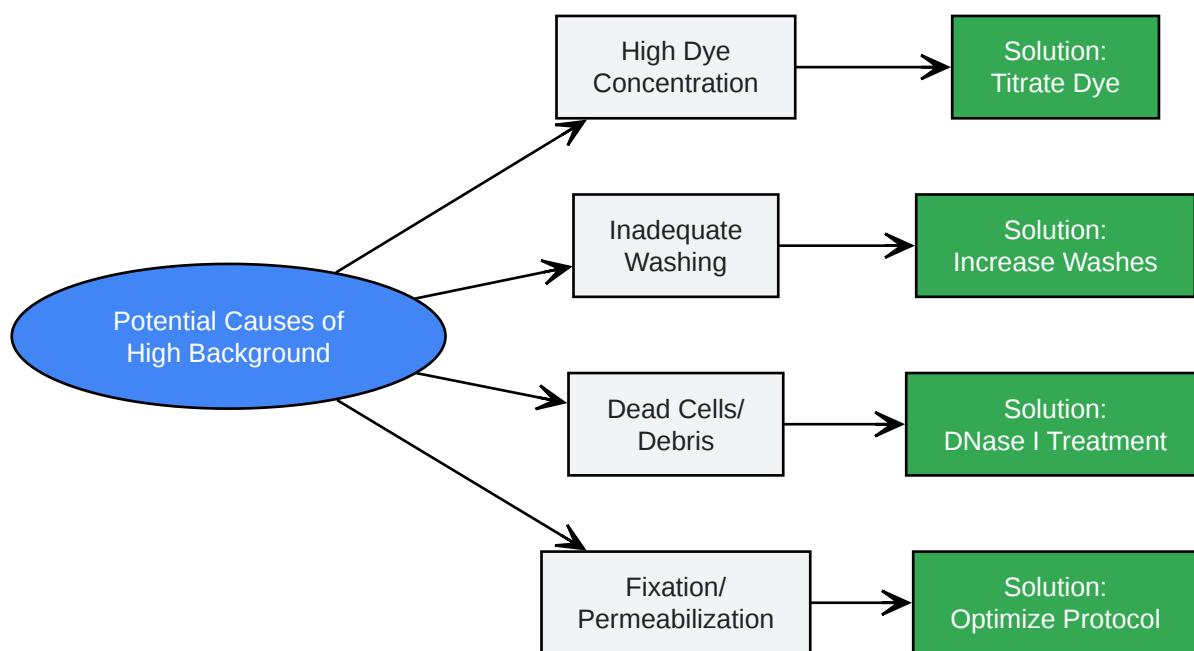 High Dye
Concentration
Solution:
Titrate Dye
Inadequate
Washing
Solution:
Increase Washes
Potential Causes of
High Background
Dead Cells/
Debris
Solution:
DNase I Treatment
Fixation/
Permeabilization
Solution:
Optimize Protocol